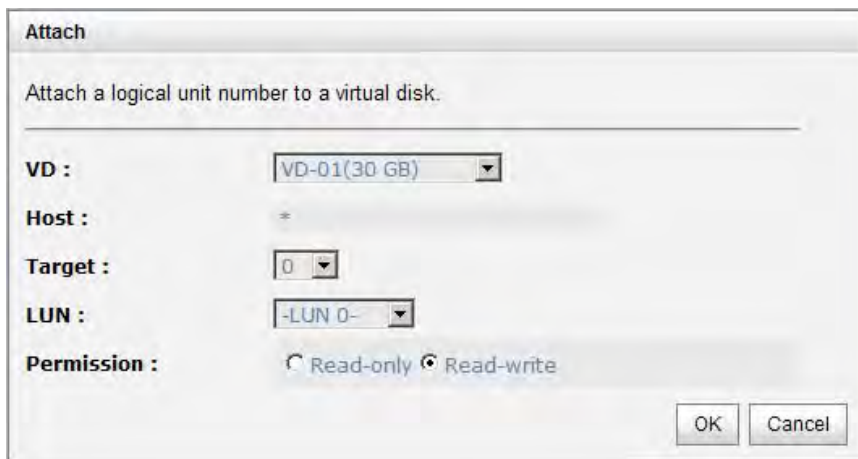 Attach
Attach a logical unit number to a virtual disk.
VD : VD-01(30 GB)
Host : *
Target : 0
LUN : -LUN 0-
Permission : Read-only Read-write
OK Cancel